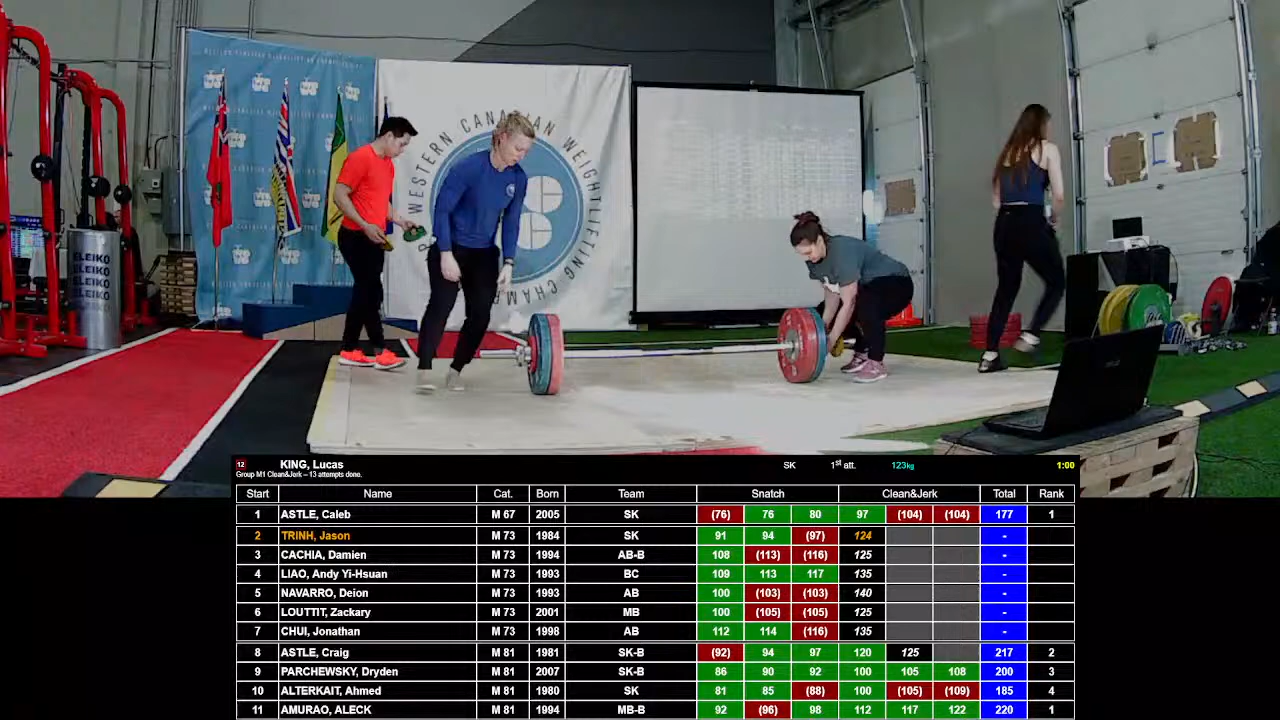 ELEIKO
ELEIKO
ELEIKO
ELEIKO
WESTERN CANADIAN WEIGHTLIFTING CHAMP
12 KING, Lucas SK 1st att. 123kg 1:00
Group M1 Clean&Jerk – 13 attempts done.
Start Name Cat. Born Team Snatch Clean&Jerk Total Rank
1 ASTLE, Caleb M 67 2005 SK (76) 76 80 97 (104) (104) 177 1
2 TRINH, Jason M 73 1984 SK 91 94 (97) 124 -
3 CACHIA, Damien M 73 1994 AB-B 108 (113) (116) 125 -
4 LIAO, Andy Yi-Hsuan M 73 1993 BC 109 113 117 135 -
5 NAVARRO, Deion M 73 1993 AB 100 (103) (103) 140 -
6 LOUTTIT, Zackary M 73 2001 MB 100 (105) (105) 125 -
7 CHUI, Jonathan M 73 1998 AB 112 114 (116) 135 -
8 ASTLE, Craig M 81 1981 SK-B (92) 94 97 120 125 217 2
9 PARCHEWSKY, Dryden M 81 2007 SK-B 86 90 92 100 105 108 200 3
10 ALTERKAIT, Ahmed M 81 1980 SK 81 85 (88) 100 (105) (109) 185 4
11 AMURAO, ALECK M 81 1994 MB-B 92 (96) 98 112 117 122 220 1